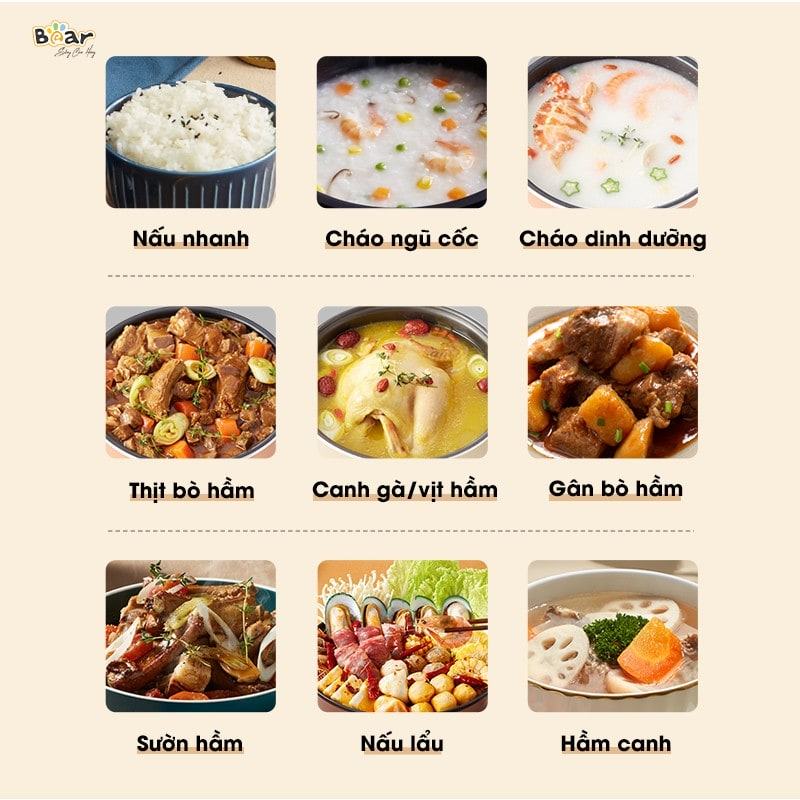 Bear
Nấu nhanh
Cháo ngũ cốc
Cháo dinh dưỡng
Thịt bò hầm
Canh gà/vịt hầm
Gân bò hầm
Sườn hầm
Nấu lẩu
Hầm canh